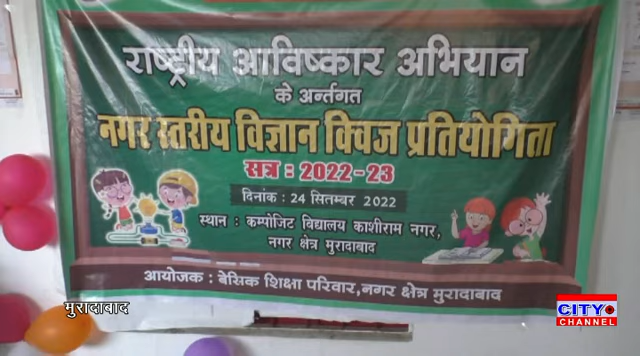 राष्ट्रीय आविष्कार अभियान
के अर्न्तगत
नगर स्तरीय विज्ञान क्विज प्रतियोगिता
सत्र : 2022-23
दिनांक : 24 सितम्बर 2022
स्थान : कम्पोजिट विद्यालय काशीराम नगर,
नगर क्षेत्र मुरादाबाद
आयोजक : बेसिक शिक्षा परिवार,नगर क्षेत्र मुरादाबाद
मुरादाबाद
CITY
CHANNEL